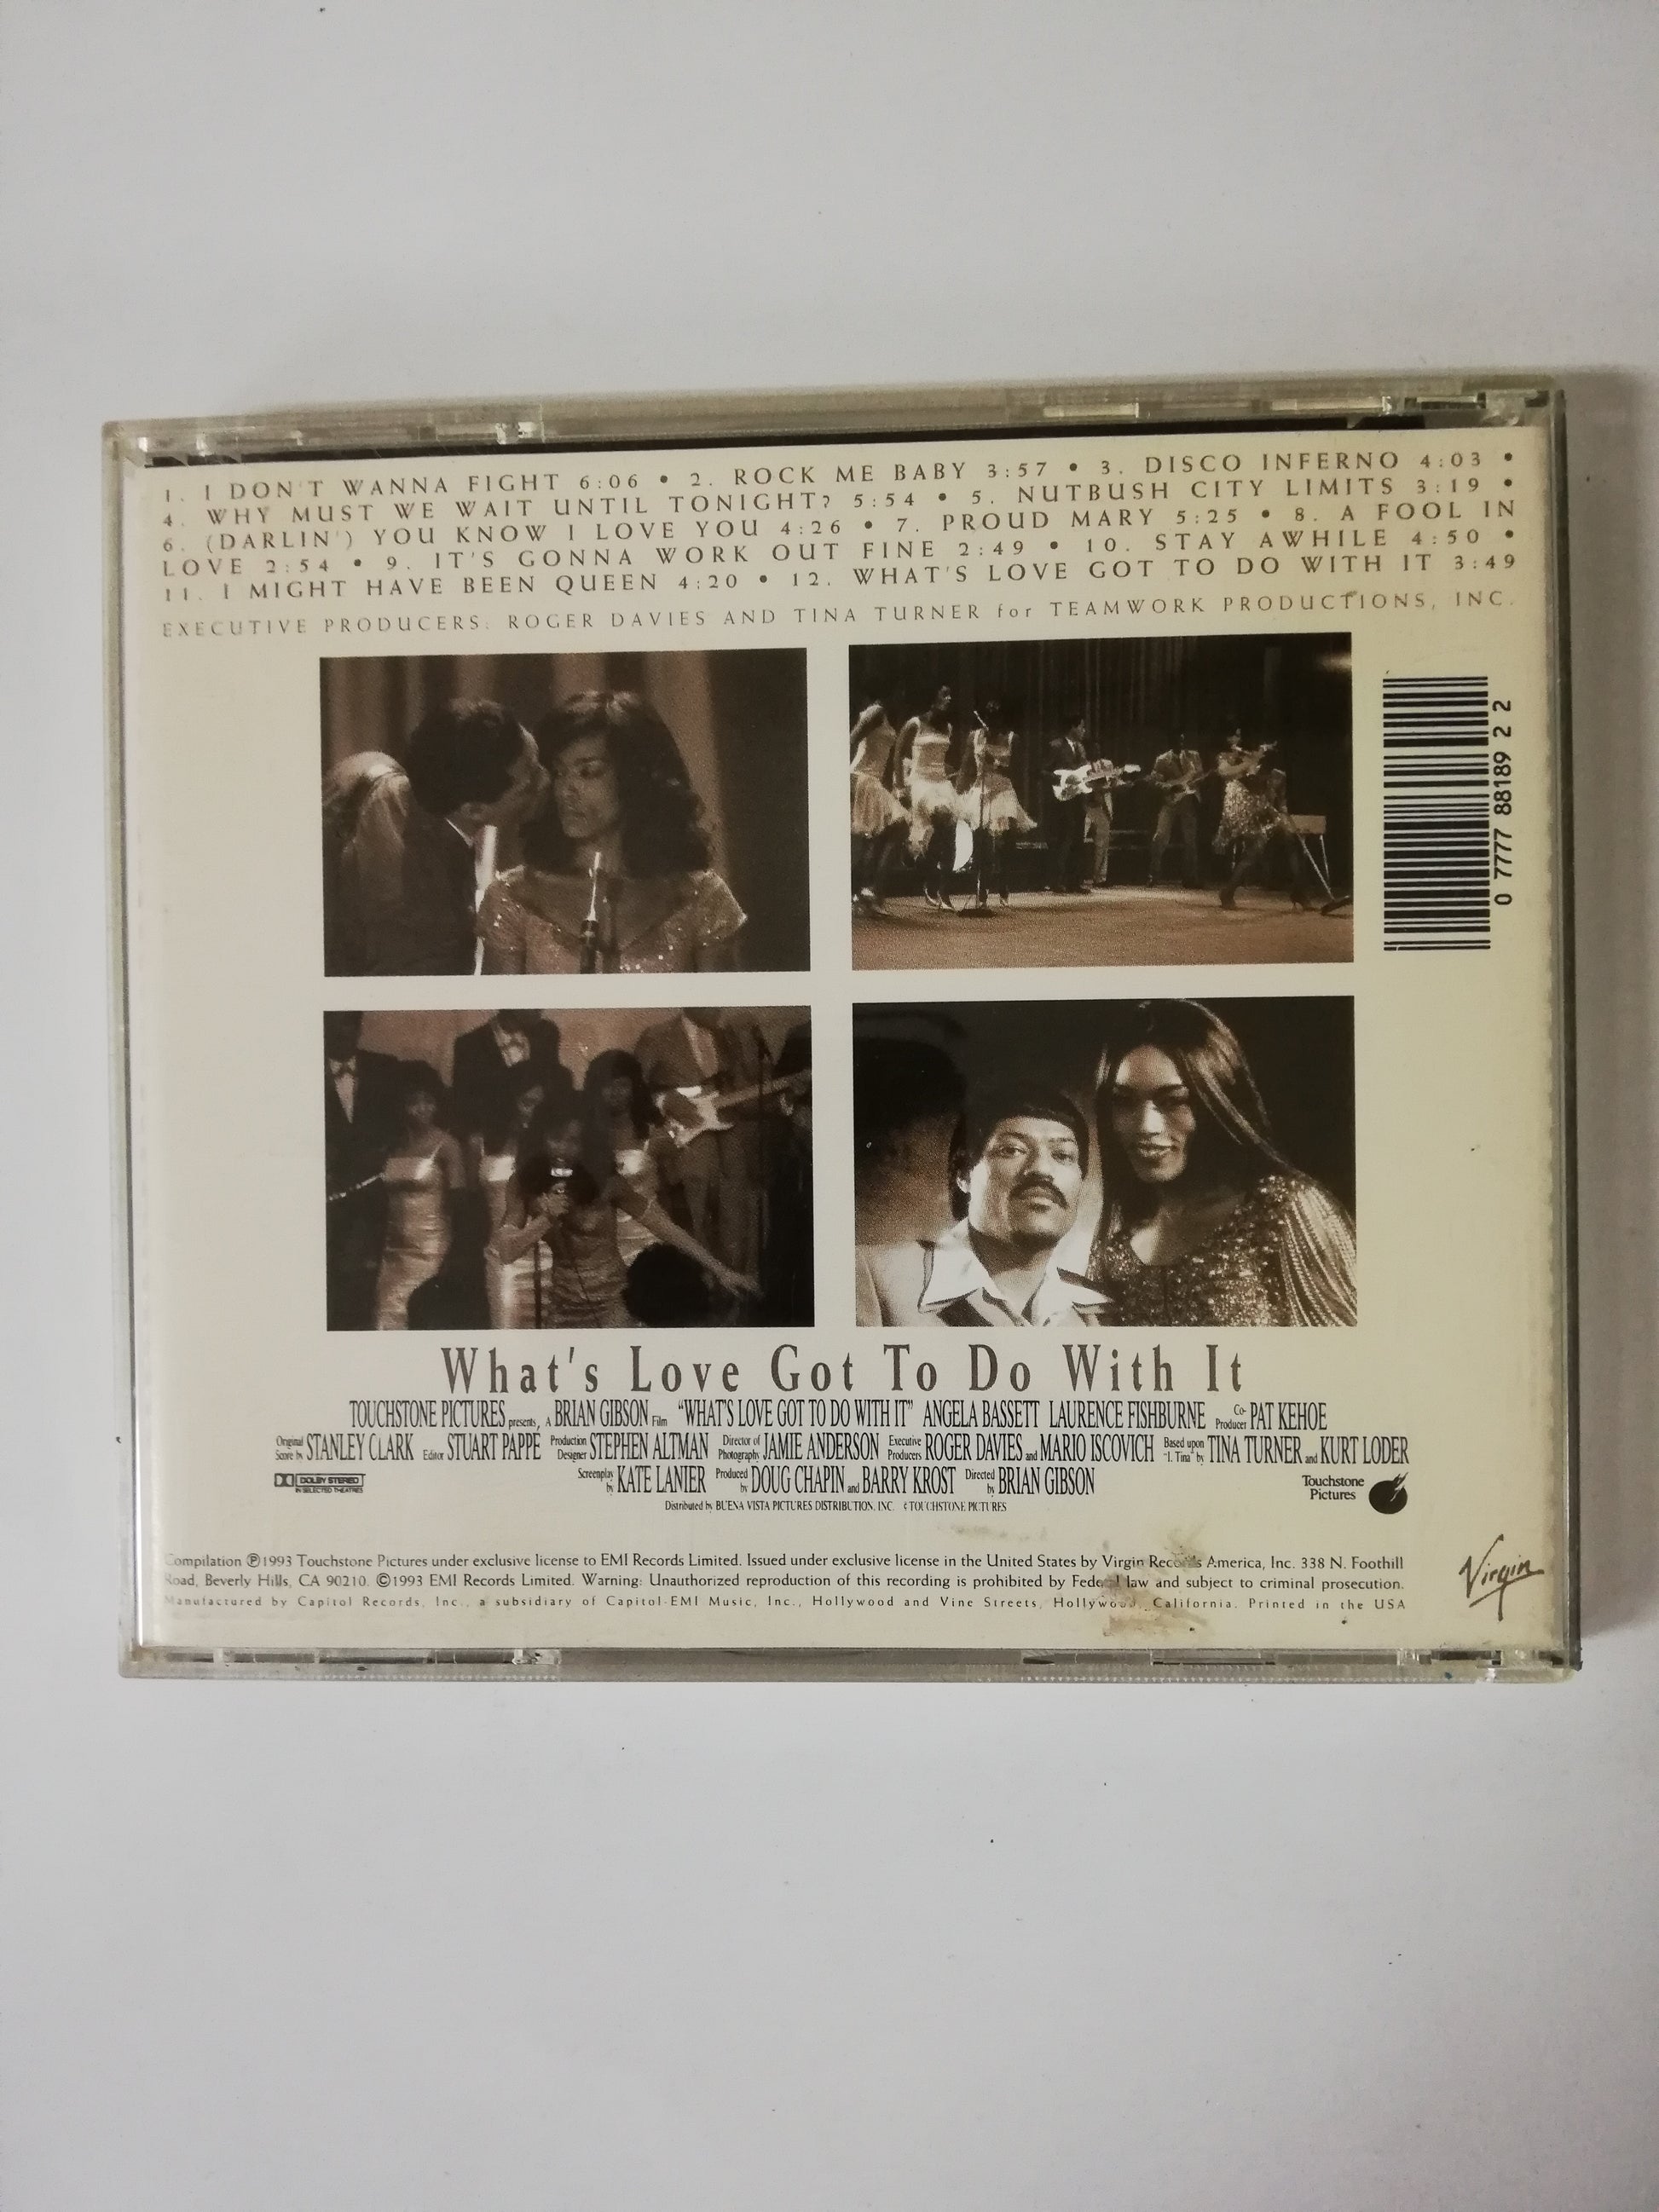 1. I DON'T WANNA FIGHT 6:06 • 2. ROCK ME BABY 3:57 • 3. DISCO INFERNO 4:03 •
4. WHY MUST WE WAIT UNTIL TONIGHT? 5:54 • 5. NUTBUSH CITY LIMITS 3:19 •
6. (DARLIN') YOU KNOW I LOVE YOU 4:26 • 7. PROUD MARY 5:25 • 8. A FOOL IN
LOVE 2:54 • 9. IT'S GONNA WORK OUT FINE 2:49 • 10. STAY AWHILE 4:50 •
11. I MIGHT HAVE BEEN QUEEN 4:20 • 12. WHAT'S LOVE GOT TO DO WITH IT 3:49
EXECUTIVE PRODUCERS: ROGER DAVIES AND TINA TURNER for TEAMWORK PRODUCTIONS, INC.
0 7777 88189 2 2
What's Love Got To Do With It
TOUCHSTONE PICTURES presents, A BRIAN GIBSON Film "WHAT'S LOVE GOT TO DO WITH IT" ANGELA BASSETT LAURENCE FISHBURNE Co-Producer PAT KEHOE
Original Score by STANLEY CLARK Editor STUART PAPPÉ Production Designer STEPHEN ALTMAN Director of Photography JAMIE ANDERSON Executive Producers ROGER DAVIES and MARIO ISCOVICH Based upon "I, Tina" by TINA TURNER and KURT LODER
DOLBY STEREO IN SELECTED THEATRES Screenplay by KATE LANIER Produced by DOUG CHAPIN and BARRY KROST Directed by BRIAN GIBSON Touchstone Pictures
Distributed by BUENA VISTA PICTURES DISTRIBUTION, INC. © TOUCHSTONE PICTURES
Compilation ℗1993 Touchstone Pictures under exclusive license to EMI Records Limited. Issued under exclusive license in the United States by Virgin Records America, Inc. 338 N. Foothill
Road, Beverly Hills, CA 90210. ©1993 EMI Records Limited. Warning: Unauthorized reproduction of this recording is prohibited by Federal law and subject to criminal prosecution.
Manufactured by Capitol Records, Inc., a subsidiary of Capitol-EMI Music, Inc., Hollywood and Vine Streets, Hollywood, California. Printed in the USA
Virgin